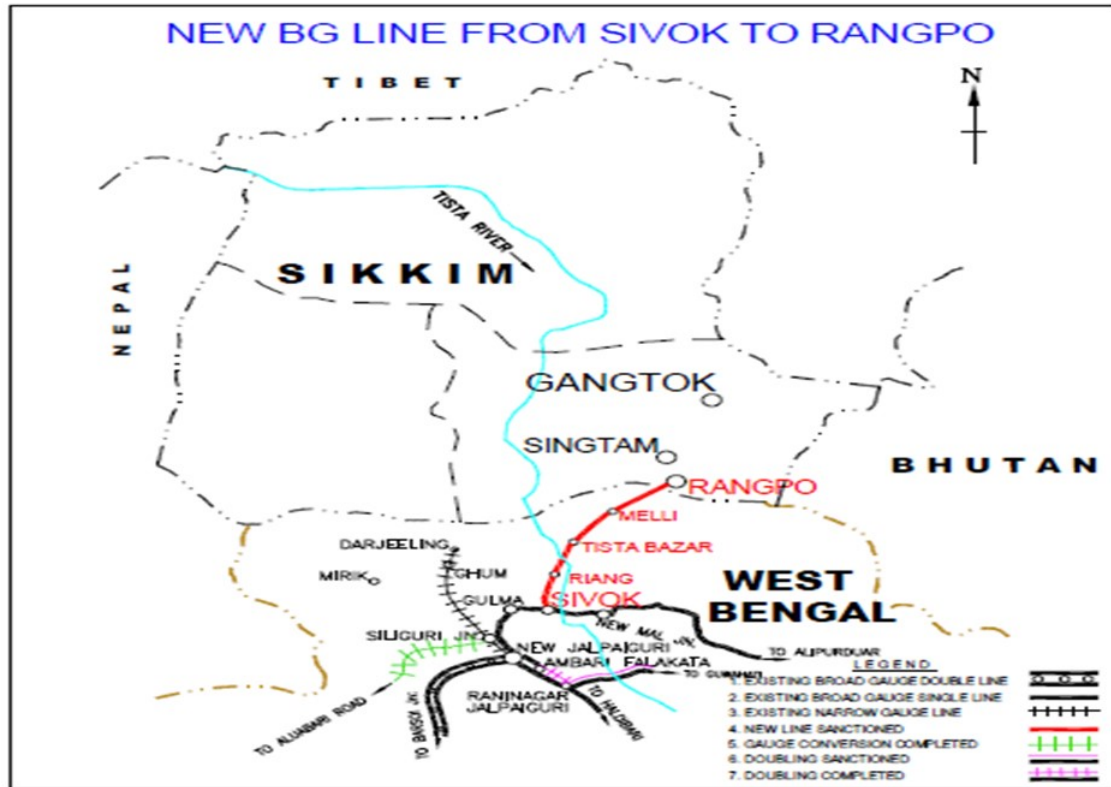 NEW BG LINE FROM SIVOK TO RANGPO
TIBET
N
TISTA RIVER
SIKKIM
NEPAL
GANGTOK
SINGTAM
BHUTAN
RANGPO
MELLI
DARJEELING
TISTA BAZAR
MIRIK
GHUM
RIANG
WEST
BENGAL
GULMA
SIVOK
NEW MAL JN.
SILIGURI JN.
NEW JALPAIGURI
TO ALIPURDUAR
AMBARI FALAKATA
TO GUWAHATI
RANINAGAR
JALPAIGURI
TO HALDIBARI
TO ALUABARI ROAD
TO BARSOI JN.
LEGEND
1. EXISTING BROAD GAUGE DOUBLE LINE
2. EXISTING BROAD GAUGE SINGLE LINE
3. EXISTING NARROW GAUGE LINE
4. NEW LINE SANCTIONED
5. GAUGE CONVERSION COMPLETED
6. DOUBLING SANCTIONED
7. DOUBLING COMPLETED